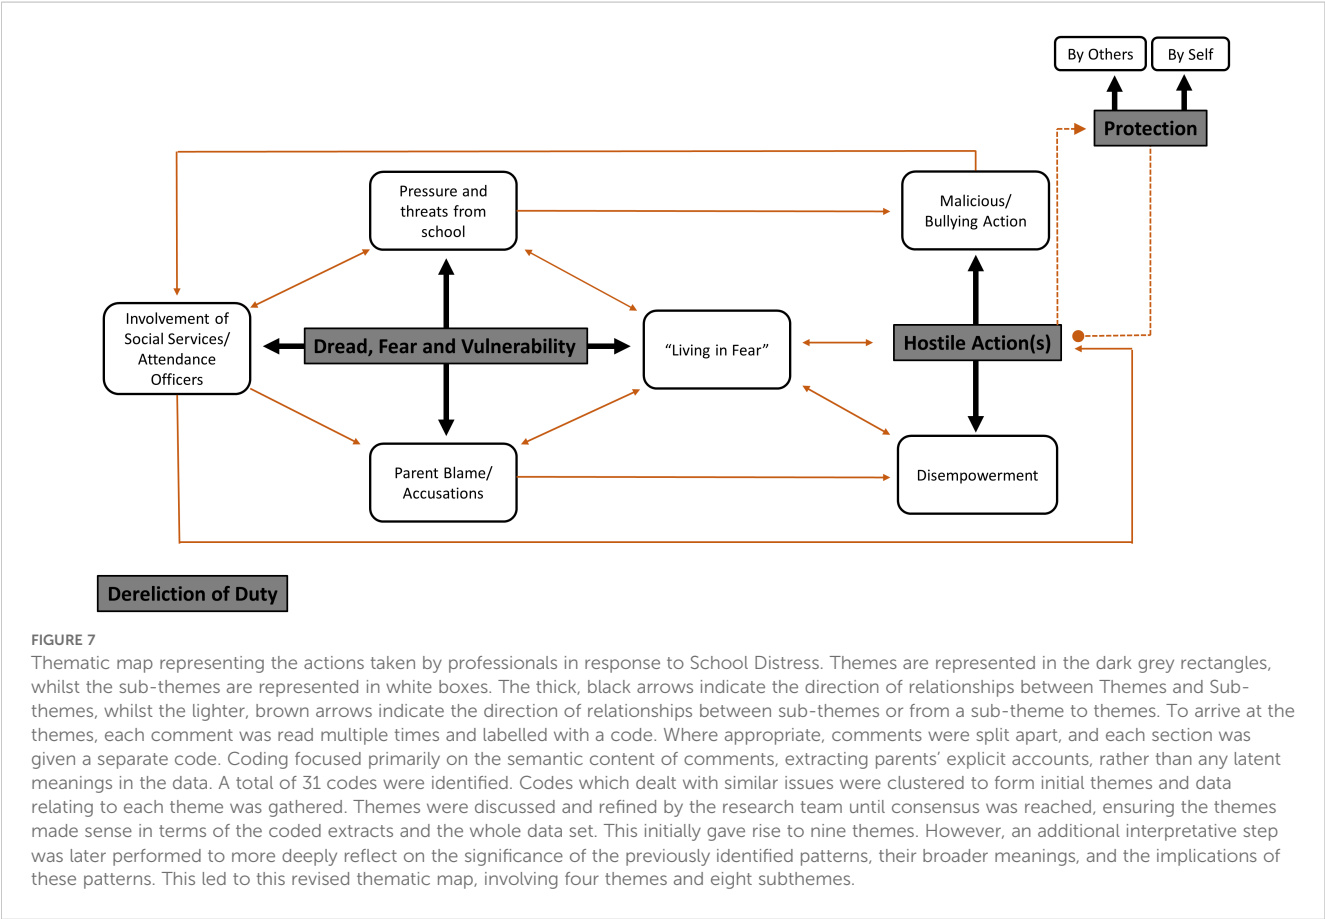 By Others
By Self
Protection
Pressure and
threats from
school
Malicious/
Bullying Action
Involvement of
Social Services/
Attendance
Officers
Dread, Fear and Vulnerability
“Living in Fear”
Hostile Action(s)
Parent Blame/
Accusations
Disempowerment
Dereliction of Duty
FIGURE 7
Thematic map representing the actions taken by professionals in response to School Distress. Themes are represented in the dark grey rectangles,
whilst the sub-themes are represented in white boxes. The thick, black arrows indicate the direction of relationships between Themes and Sub-
themes, whilst the lighter, brown arrows indicate the direction of relationships between sub-themes or from a sub-theme to themes. To arrive at the
themes, each comment was read multiple times and labelled with a code. Where appropriate, comments were split apart, and each section was
given a separate code. Coding focused primarily on the semantic content of comments, extracting parents’ explicit accounts, rather than any latent
meanings in the data. A total of 31 codes were identified. Codes which dealt with similar issues were clustered to form initial themes and data
relating to each theme was gathered. Themes were discussed and refined by the research team until consensus was reached, ensuring the themes
made sense in terms of the coded extracts and the whole data set. This initially gave rise to nine themes. However, an additional interpretative step
was later performed to more deeply reflect on the significance of the previously identified patterns, their broader meanings, and the implications of
these patterns. This led to this revised thematic map, involving four themes and eight subthemes.